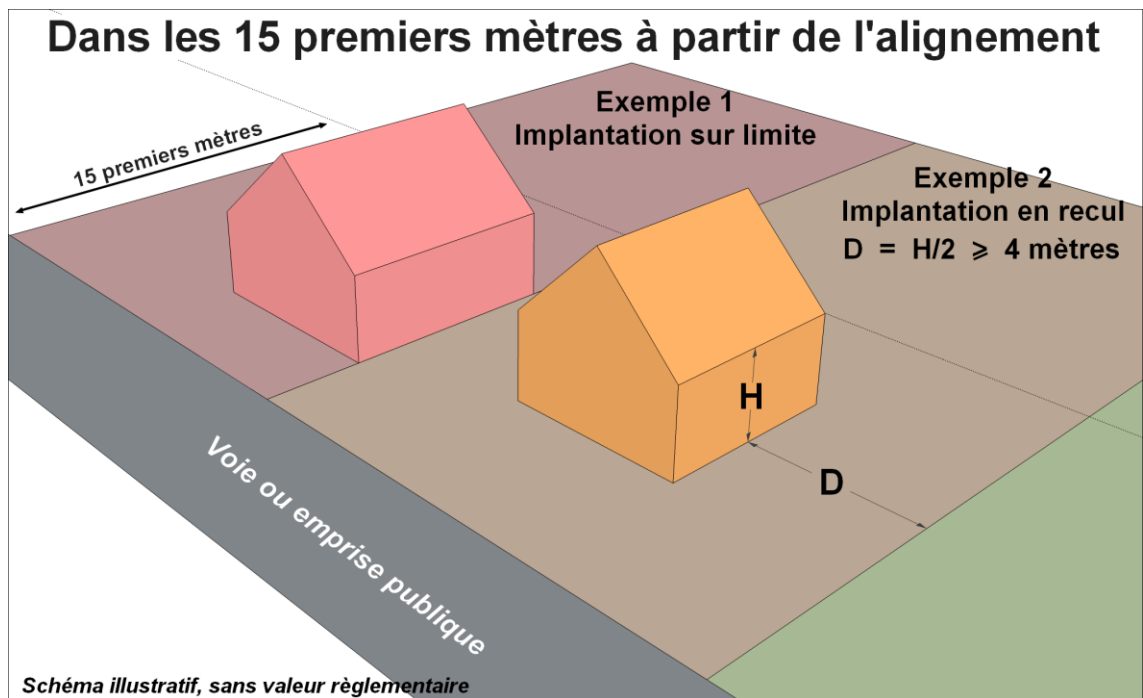 Dans les 15 premiers mètres à partir de l'alignement
15 premiers mètres
Exemple 1
Implantation sur limite
Exemple 2
Implantation en recul
D = H/2 ⩾ 4 mètres
H
D
Voie ou emprise publique
Schéma illustratif, sans valeur règlementaire